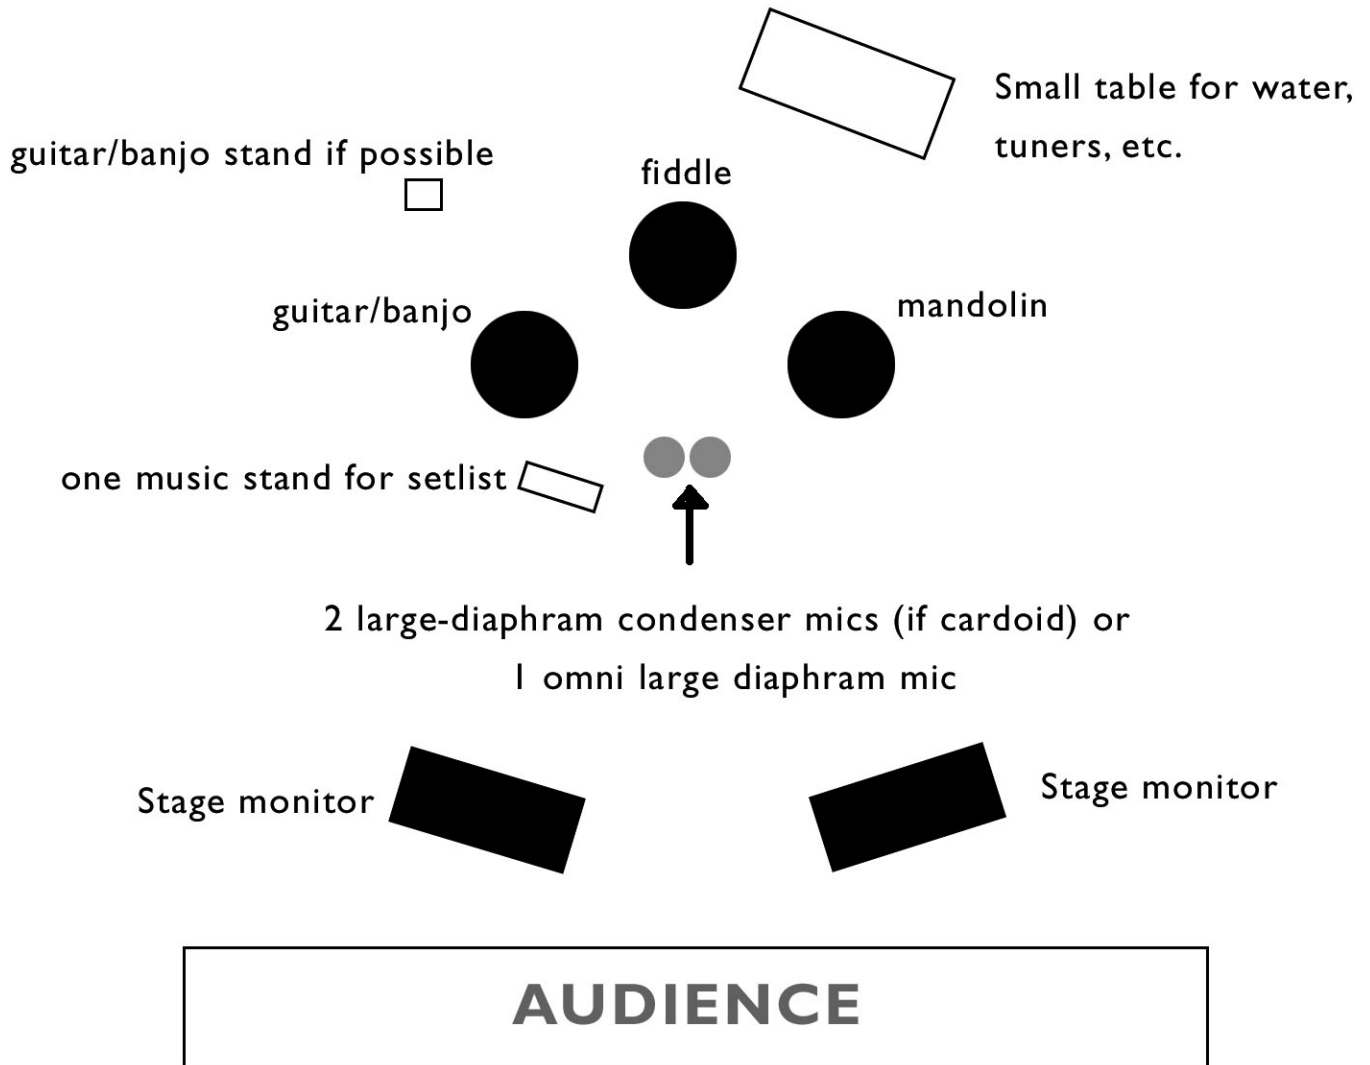 Small table for water,
tuners, etc.
guitar/banjo stand if possible
fiddle
guitar/banjo
mandolin
one music stand for setlist
2 large-diaphram condenser mics (if cardoid) or
1 omni large diaphram mic
Stage monitor
Stage monitor
AUDIENCE